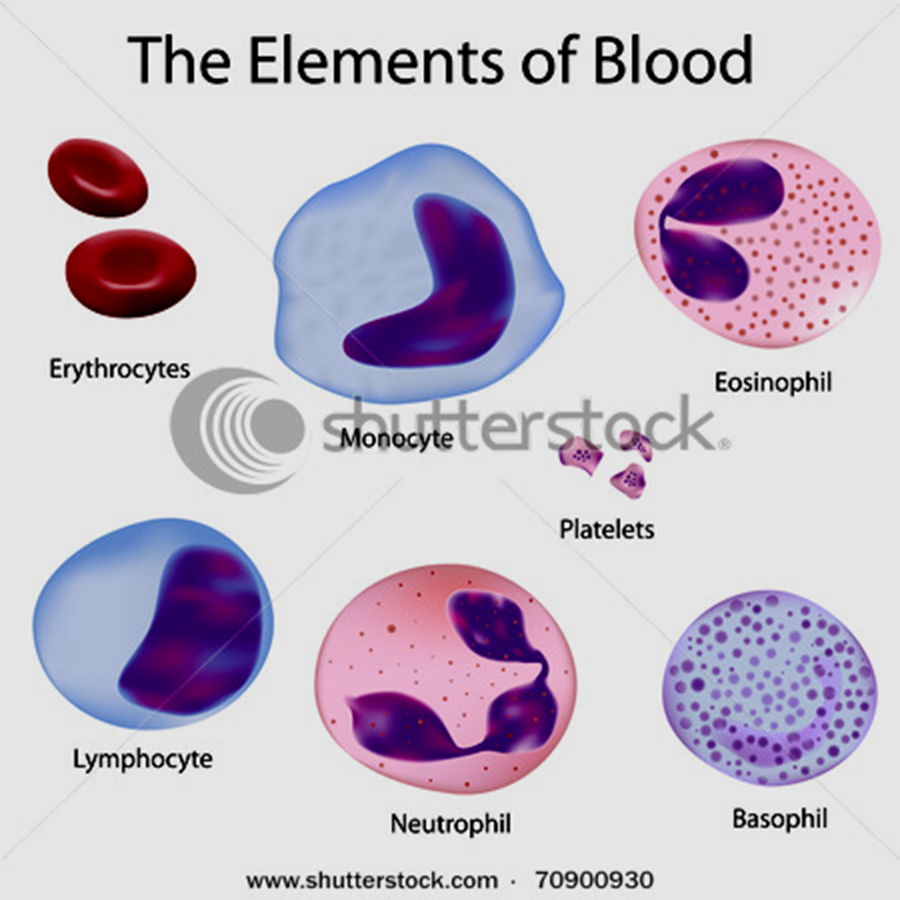 The Elements of Blood
Erythrocytes
Eosinophil
shutterstock®
Monocyte
Platelets
Lymphocyte
Neutrophil
Basophil
www.shutterstock.com · 70900930